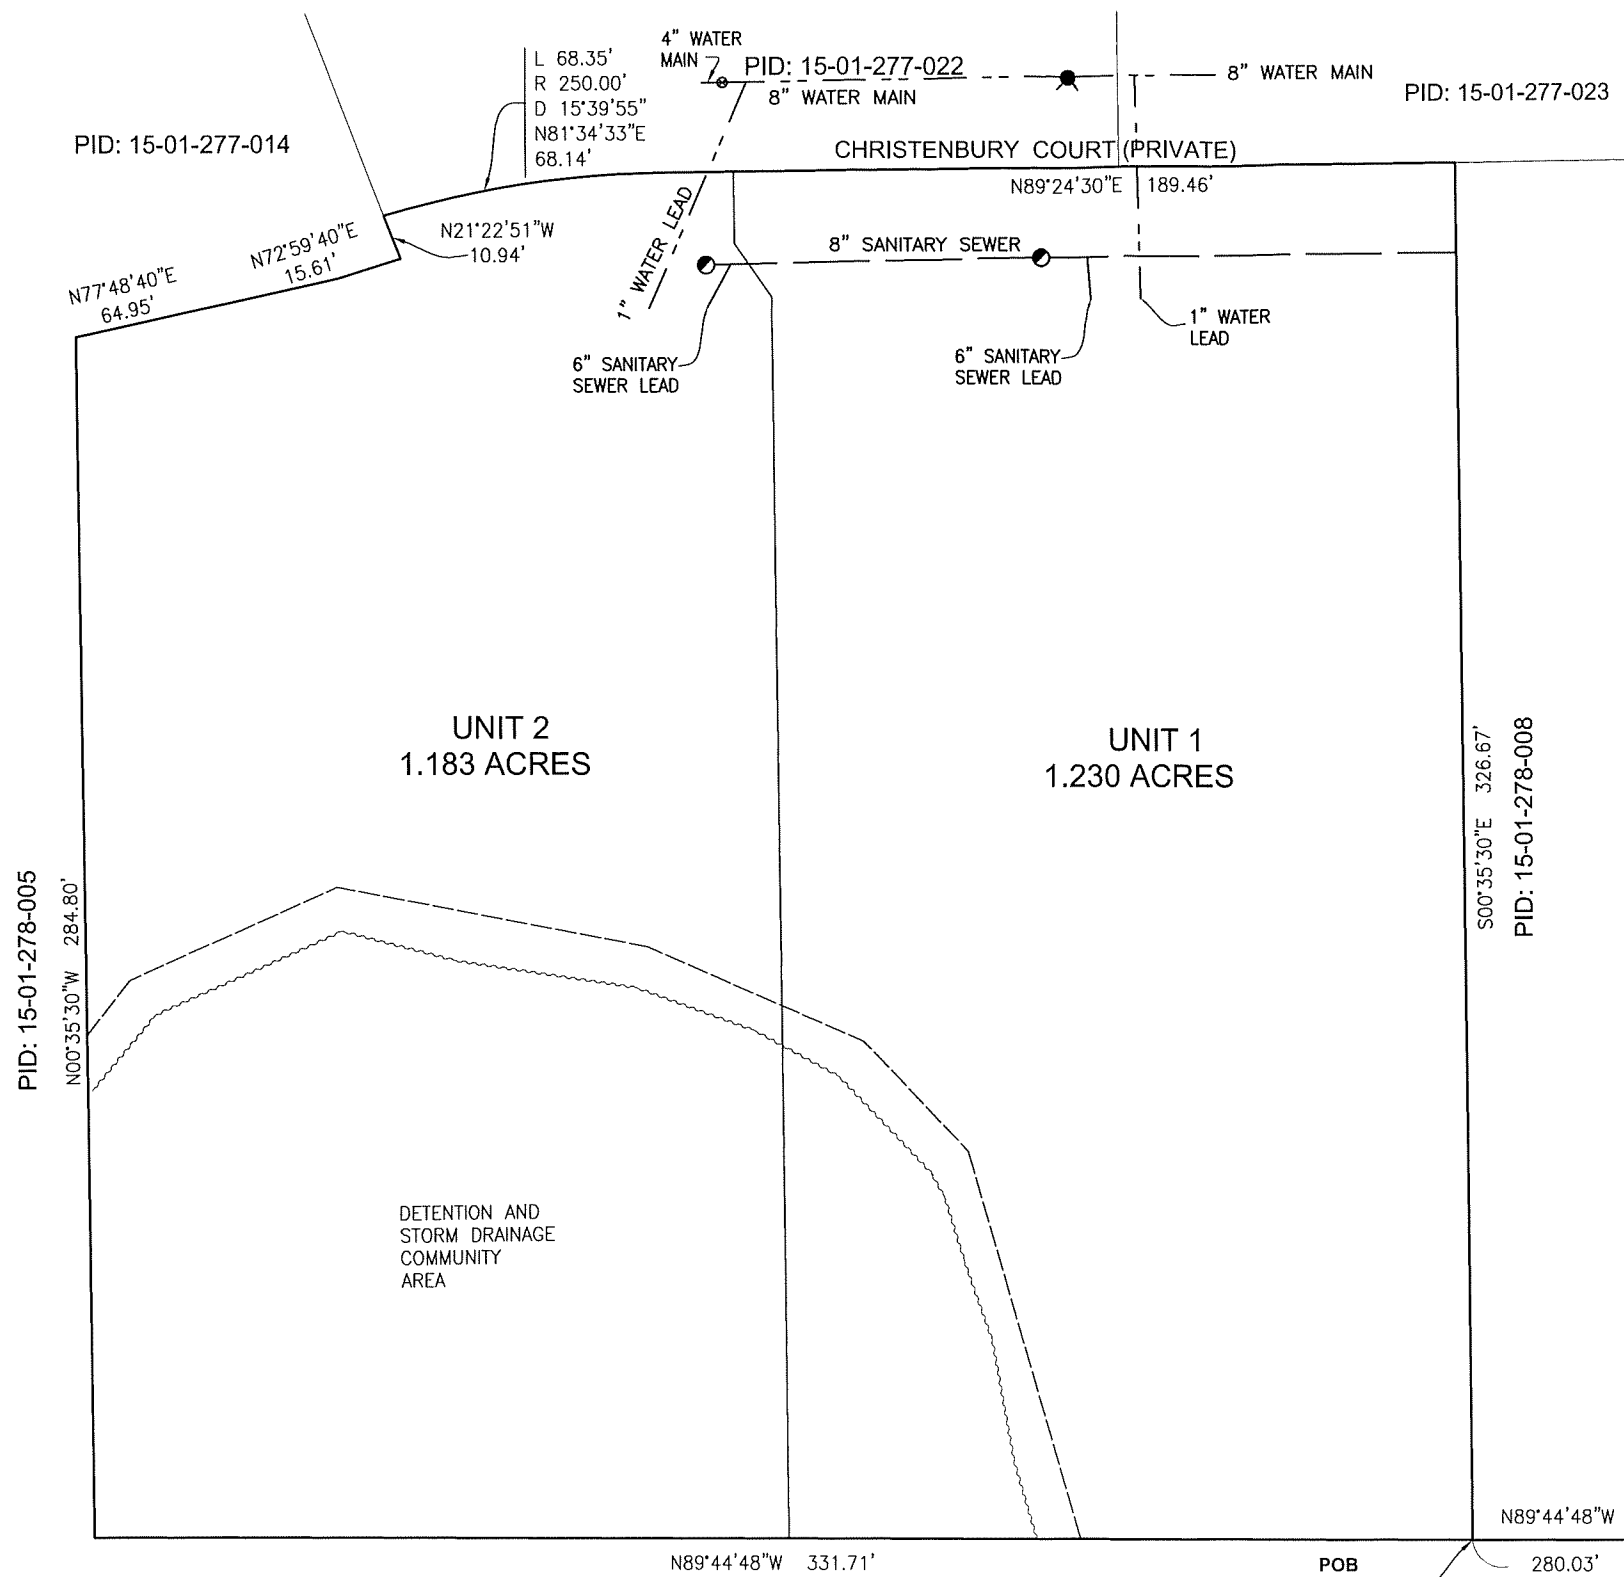 4" WATER
MAIN
PID: 15-01-277-022
8" WATER MAIN
8" WATER MAIN
PID: 15-01-277-023
L 68.35'
R 250.00'
D 15°39'55"
N81°34'33"E
68.14'
PID: 15-01-277-014
CHRISTENBURY COURT (PRIVATE)
N89°24'30"E 189.46'
N21°22'51"W
10.94'
N72°59'40"E
15.61'
N77°48'40"E
64.95'
1" WATER LEAD
8" SANITARY SEWER
1" WATER
LEAD
6" SANITARY
SEWER LEAD
6" SANITARY
SEWER LEAD
UNIT 2
1.183 ACRES
UNIT 1
1.230 ACRES
S00°35'30"E 326.67'
PID: 15-01-278-008
PID: 15-01-278-005
N00°35'30"W 284.80'
DETENTION AND
STORM DRAINAGE
COMMUNITY
AREA
N89°44'48"W
N89°44'48"W 331.71'
POB
280.03'